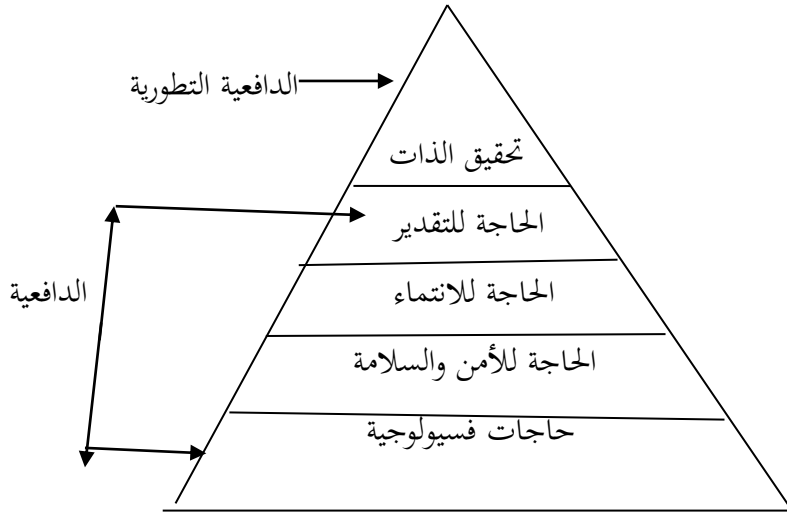 الدافعية التطورية
تحقيق الذات
الحاجة للتقدير
الحاجة للانتماء
الدافعية
الحاجة للأمن والسلامة
حاجات فسيولوجية